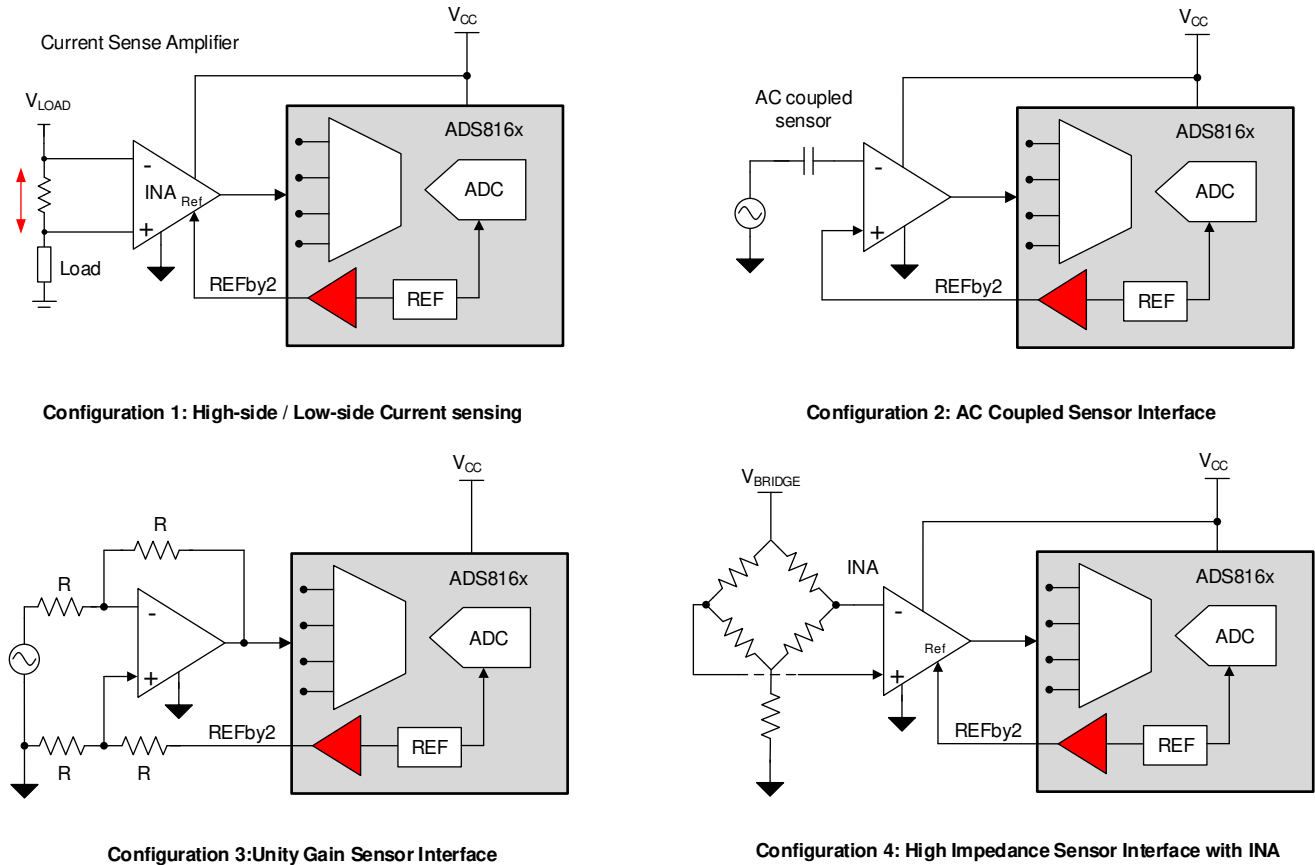 Current Sense Amplifier
VCC
VLOAD
ADS816x
-
INA
Ref
+
ADC
Load
REFby2
REF
Configuration 1: High-side / Low-side Current sensing
VCC
AC coupled
sensor
ADS816x
-
ADC
+
REFby2
REF
Configuration 2: AC Coupled Sensor Interface
VCC
R
ADS816x
R
-
ADC
+
REFby2
REF
R
R
Configuration 3:Unity Gain Sensor Interface
VCC
VBRIDGE
INA
ADS816x
-
ADC
Ref
+
REFby2
REF
Configuration 4: High Impedance Sensor Interface with INA